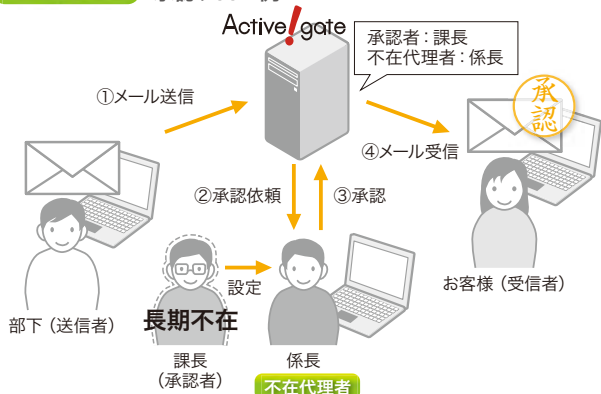 Active! gate
承認者：課長
不在代理者：係長
①メール送信
承認
④メール受信
②承認依頼
③承認
設定
お客様（受信者）
部下（送信者）
長期不在
課長
（承認者）
係長
不在代理者